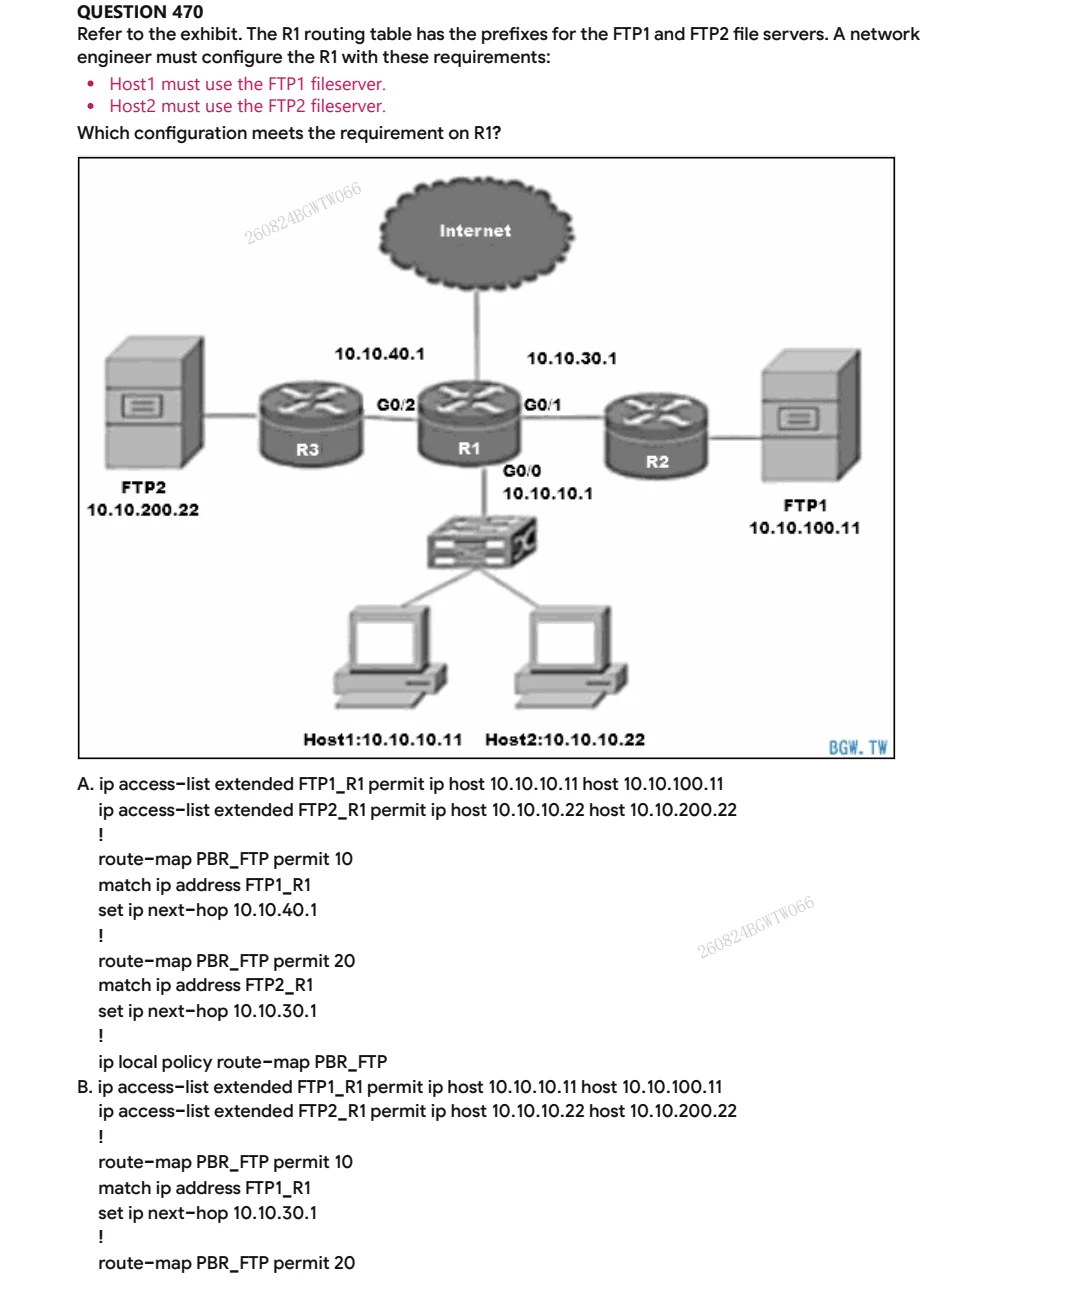 QUESTION 470
Refer to the exhibit. The R1 routing table has the prefixes for the FTP1 and FTP2 file servers. A network
engineer must configure the R1 with these requirements:
• Host1 must use the FTP1 fileserver.
• Host2 must use the FTP2 fileserver.
Which configuration meets the requirement on R1?
260824BGWTW066
Internet
10.10.40.1
10.10.30.1
G0/2
G0/1
R3
R1
R2
G0/0
10.10.10.1
FTP2
10.10.200.22
FTP1
10.10.100.11
Host1:10.10.10.11 Host2:10.10.10.22
BGW.TW
A. ip access-list extended FTP1_R1 permit ip host 10.10.10.11 host 10.10.100.11
ip access-list extended FTP2_R1 permit ip host 10.10.10.22 host 10.10.200.22
!
route-map PBR_FTP permit 10
match ip address FTP1_R1
set ip next-hop 10.10.40.1
!
260824BGWTW066
route-map PBR_FTP permit 20
match ip address FTP2_R1
set ip next-hop 10.10.30.1
!
ip local policy route-map PBR_FTP
B. ip access-list extended FTP1_R1 permit ip host 10.10.10.11 host 10.10.100.11
ip access-list extended FTP2_R1 permit ip host 10.10.10.22 host 10.10.200.22
!
route-map PBR_FTP permit 10
match ip address FTP1_R1
set ip next-hop 10.10.30.1
!
route-map PBR_FTP permit 20